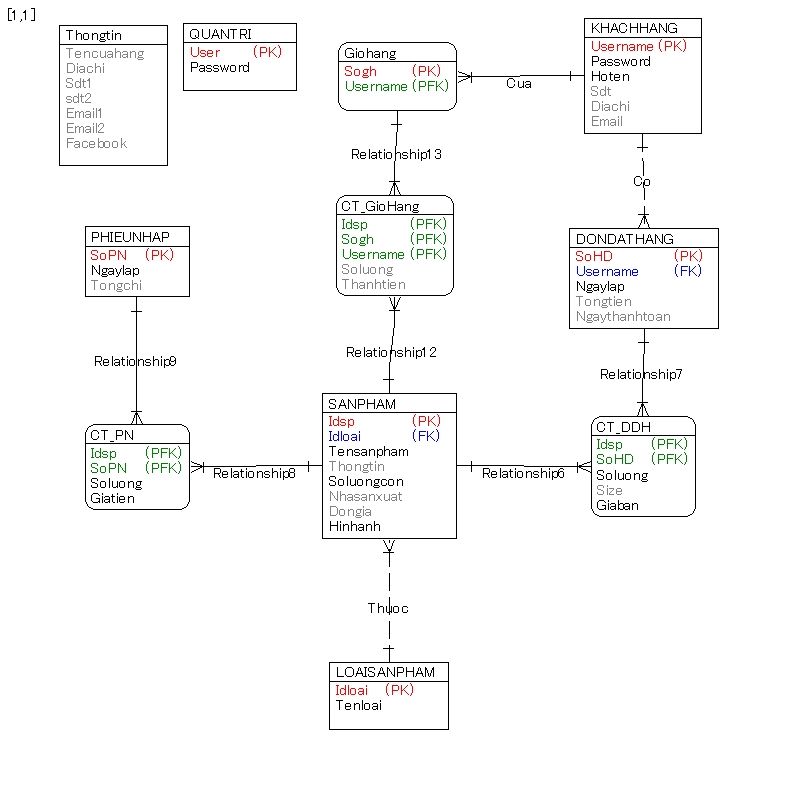 [1,1]
Thongtin
Tencuahang
Diachi
Sdt1
sdt2
Email1
Email2
Facebook
QUANTRI
User (PK)
Password
Giohang
Sogh (PK)
Username (PFK)
Cua
KHACHHANG
Username (PK)
Password
Hoten
Sdt
Diachi
Email
Relationship13
Co
CT_GioHang
Idsp (PFK)
Sogh (PFK)
Username (PFK)
Soluong
Thanhtien
PHIEUNHAP
SoPN (PK)
Ngaylap
Tongchi
DONDATHANG
SoHD (PK)
Username (FK)
Ngaylap
Tongtien
Ngaythanhtoan
Relationship9
Relationship12
Relationship7
SANPHAM
Idsp (PK)
Idloai (FK)
Tensanpham
Thongtin
Soluongcon
Nhasanxuat
Dongia
Hinhanh
CT_PN
Idsp (PFK)
SoPN (PFK)
Soluong
Giatien
Relationship8
Relationship6
CT_DDH
Idsp (PFK)
SoHD (PFK)
Soluong
Size
Giaban
Thuoc
LOAISANPHAM
Idloai (PK)
Tenloai